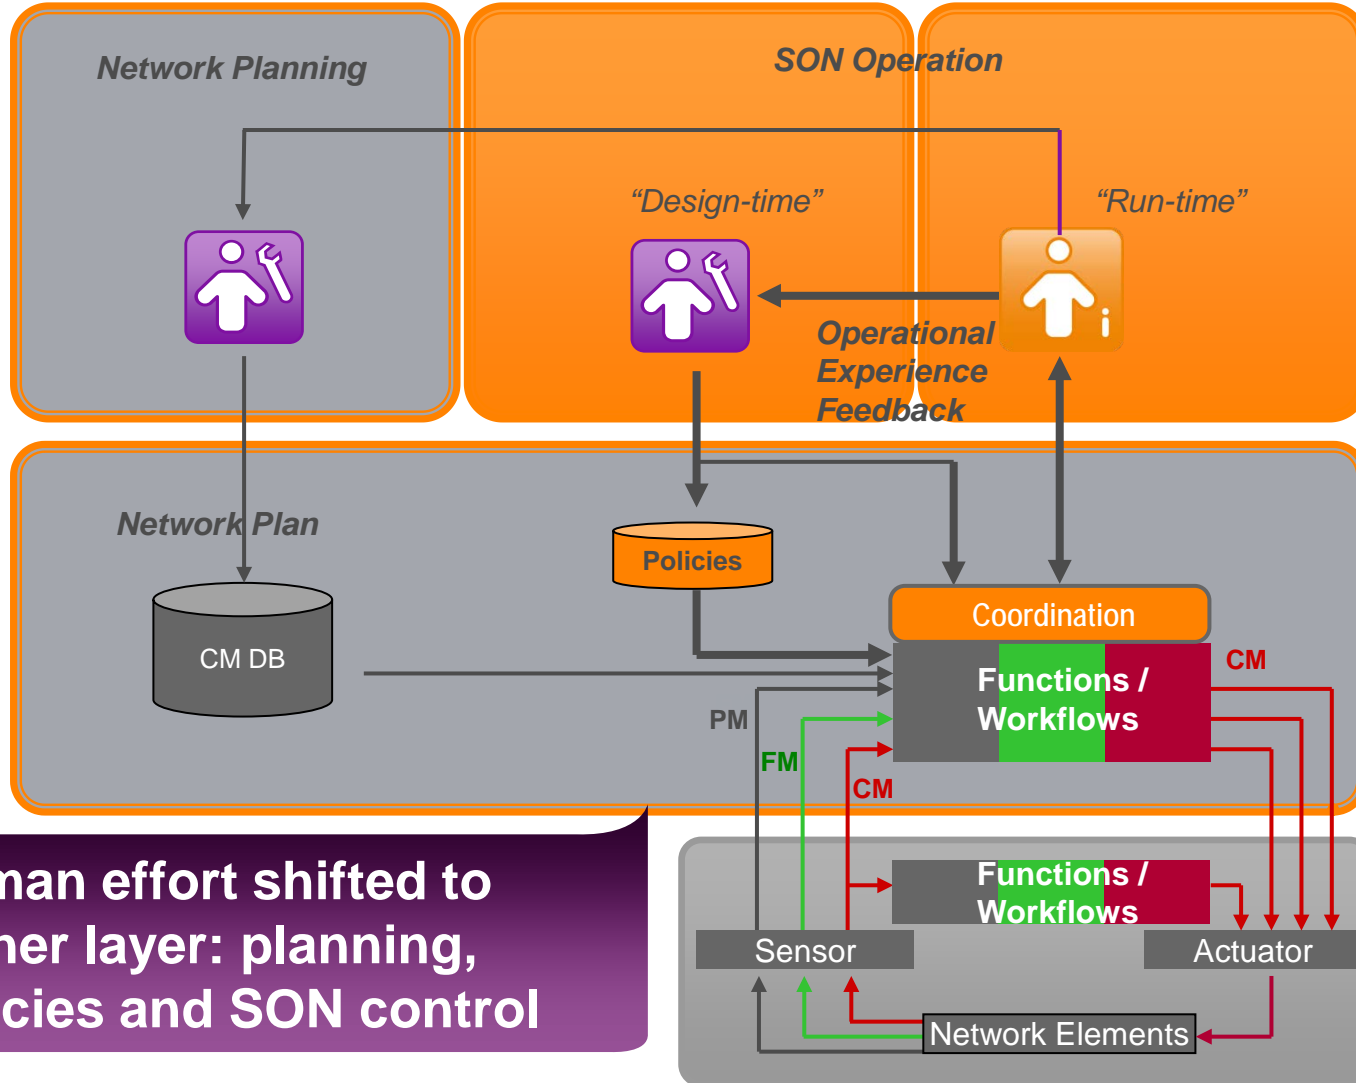 Network Planning
SON Operation
“Design-time”
“Run-time”
i
Operational
Experience
Feedback
Network Plan
Policies
CM DB
Coordination
Functions /
Workflows
CM
PM
FM
CM
man effort shifted to
her layer: planning,
cies and SON control
Functions /
Workflows
Sensor
Actuator
Network Elements